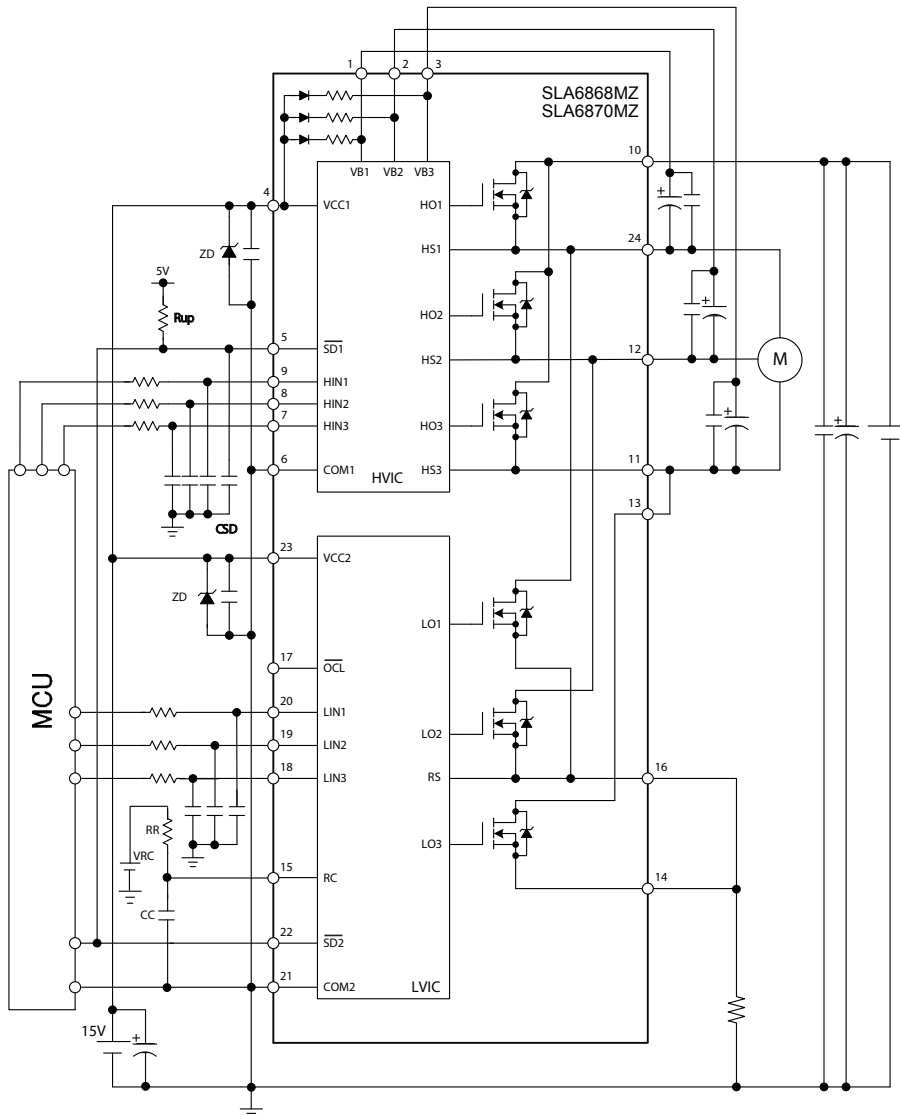 1 2 3
SLA6868MZ
SLA6870MZ
10
VB1 VB2 VB3
4
VCC1
HO1
ZD
24
HS1
5V
Rup
HO2
5
SD1
12
HS2
M
9
HIN1
8
HIN2
7
HIN3
HO3
6
COM1
HS3
11
HVIC
13
CSD
23
VCC2
ZD
LO1
17
OCL
MCU
20
LIN1
19
LIN2
LO2
18
LIN3
RS
16
RR
VRC
LO3
15
RC
14
CC
22
SD2
21
COM2
LVIC
15V
+
+
+
+
+